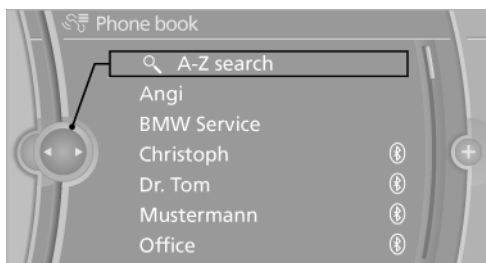 Phone book
A-Z search
Angi
BMW Service
Christoph
Dr. Tom
Mustermann
Office